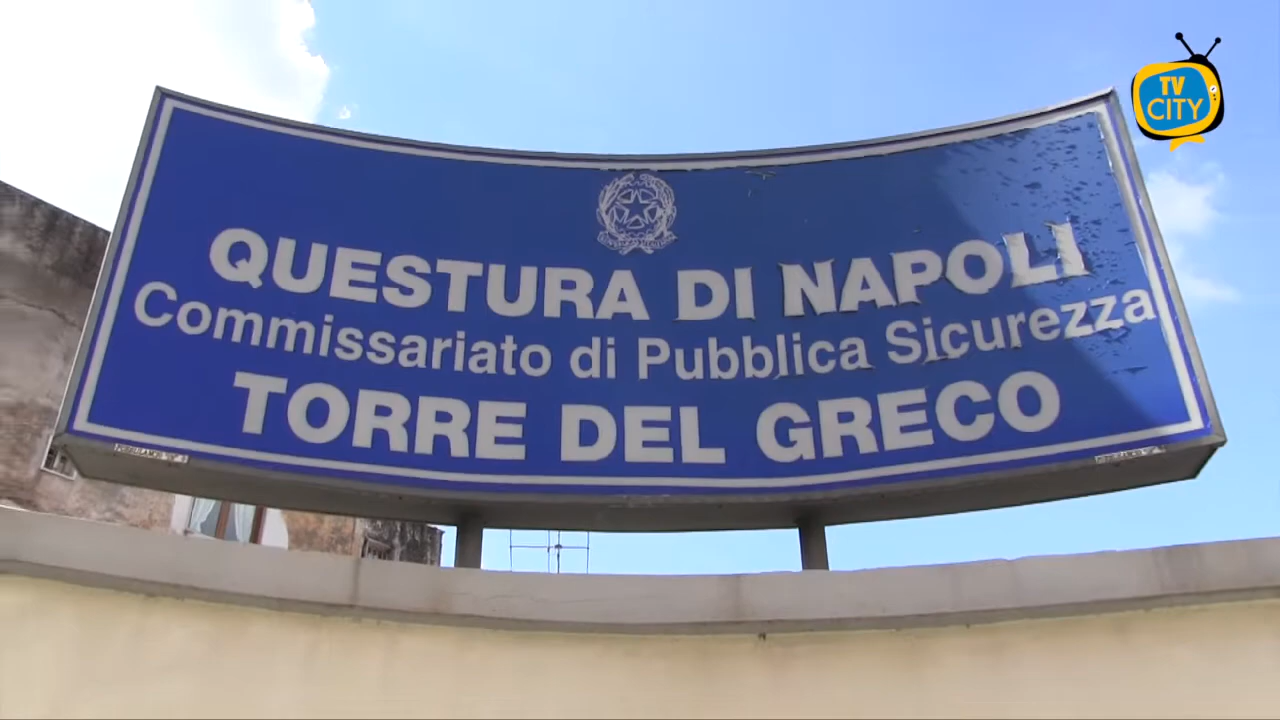 TV
CITY
QUESTURA DI NAPOLI
Commissariato di Pubblica Sicurezza
TORRE DEL GRECO